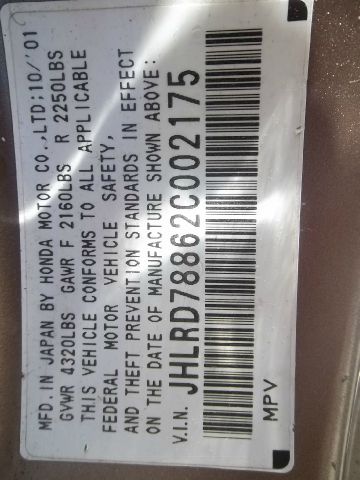 MFD. IN JAPAN BY HONDA MOTOR CO.,LTD;10/'01
GVWR 4320LBS GAWR F 2160LBS R 2250LBS
THIS VEHICLE CONFORMS TO ALL APPLICABLE
FEDERAL MOTOR VEHICLE SAFETY,
AND THEFT PREVENTION STANDARDS IN EFFECT
ON THE DATE OF MANUFACTURE SHOWN ABOVE:
V.I.N. JHLRD78862C002175
MPV